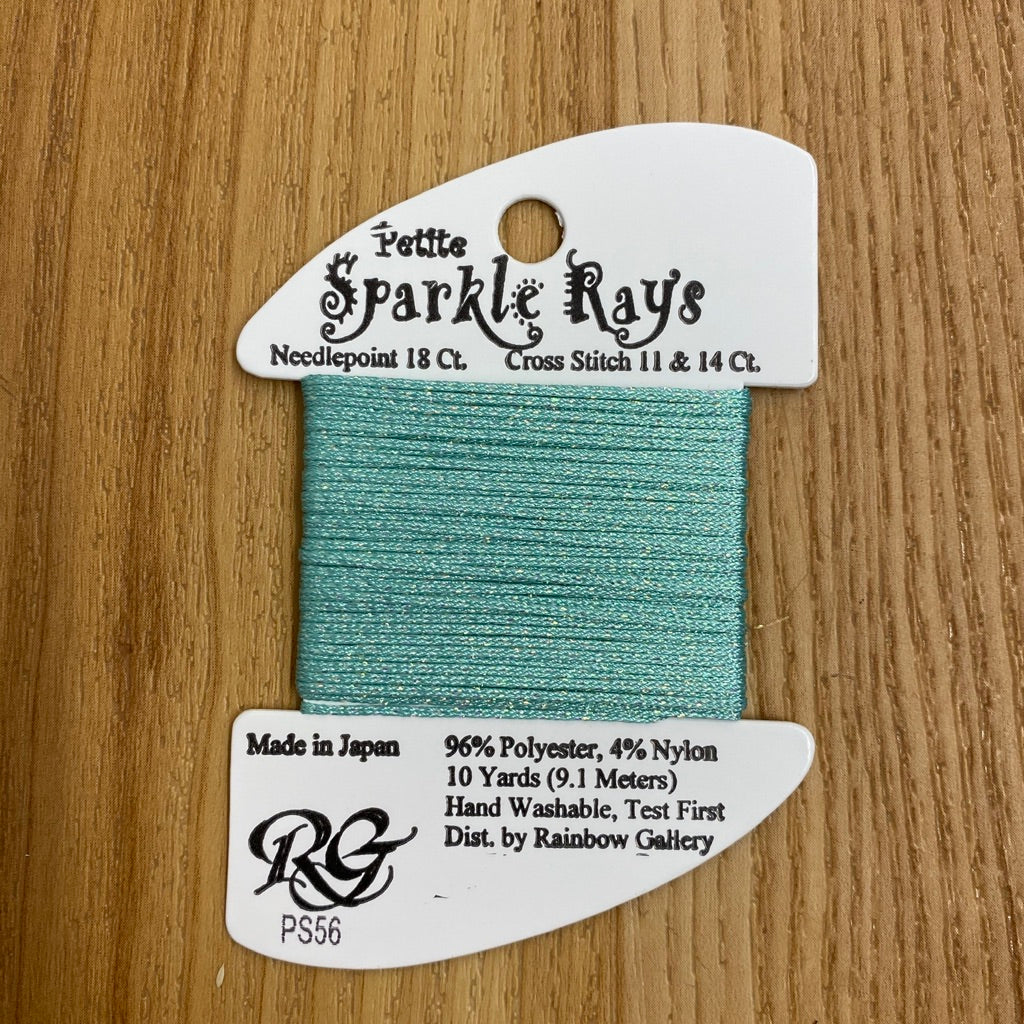 Petite
Sparkle Rays
Needlepoint 18 Ct. Cross Stitch 11 & 14 Ct.
Made in Japan
96% Polyester, 4% Nylon
10 Yards (9.1 Meters)
Hand Washable, Test First
Dist. by Rainbow Gallery
RG
PS56